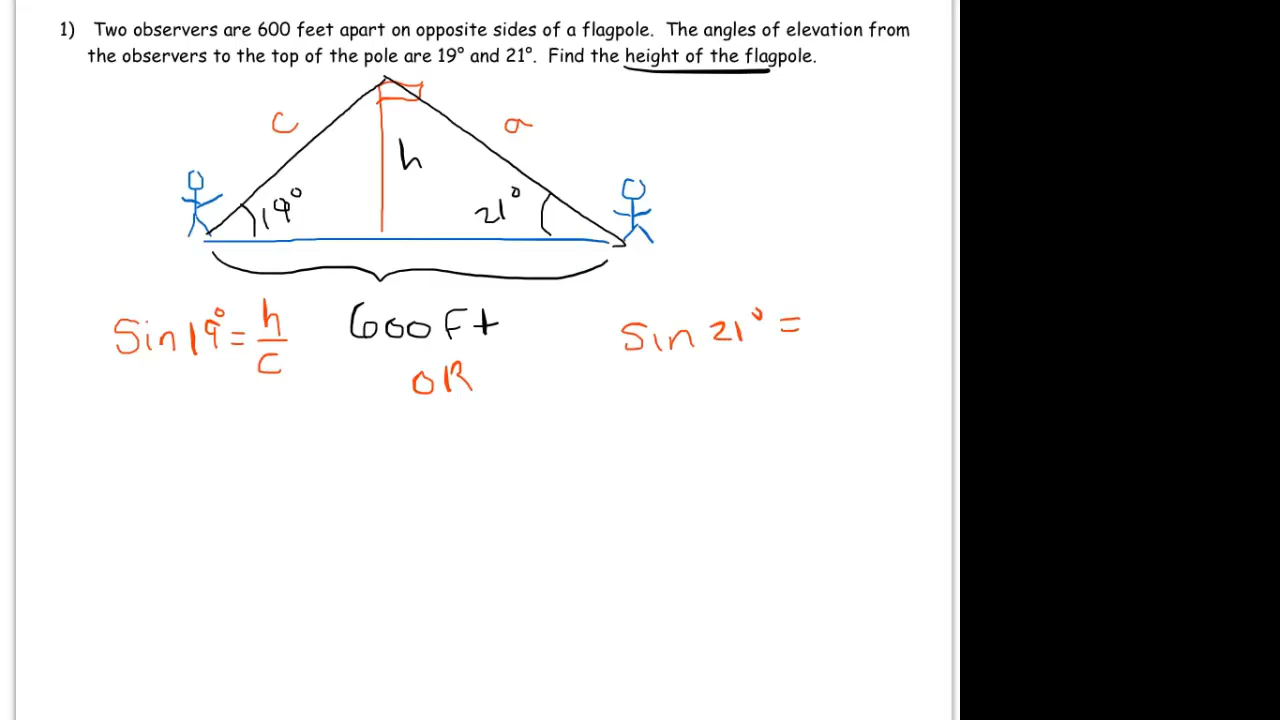 1) Two observers are 600 feet apart on opposite sides of a flagpole. The angles of elevation from
the observers to the top of the pole are 19° and 21°. Find the height of the flagpole.
c
a
h
19°
21°
600 Ft
Sin 19° = h/c
OR
Sin 21° =